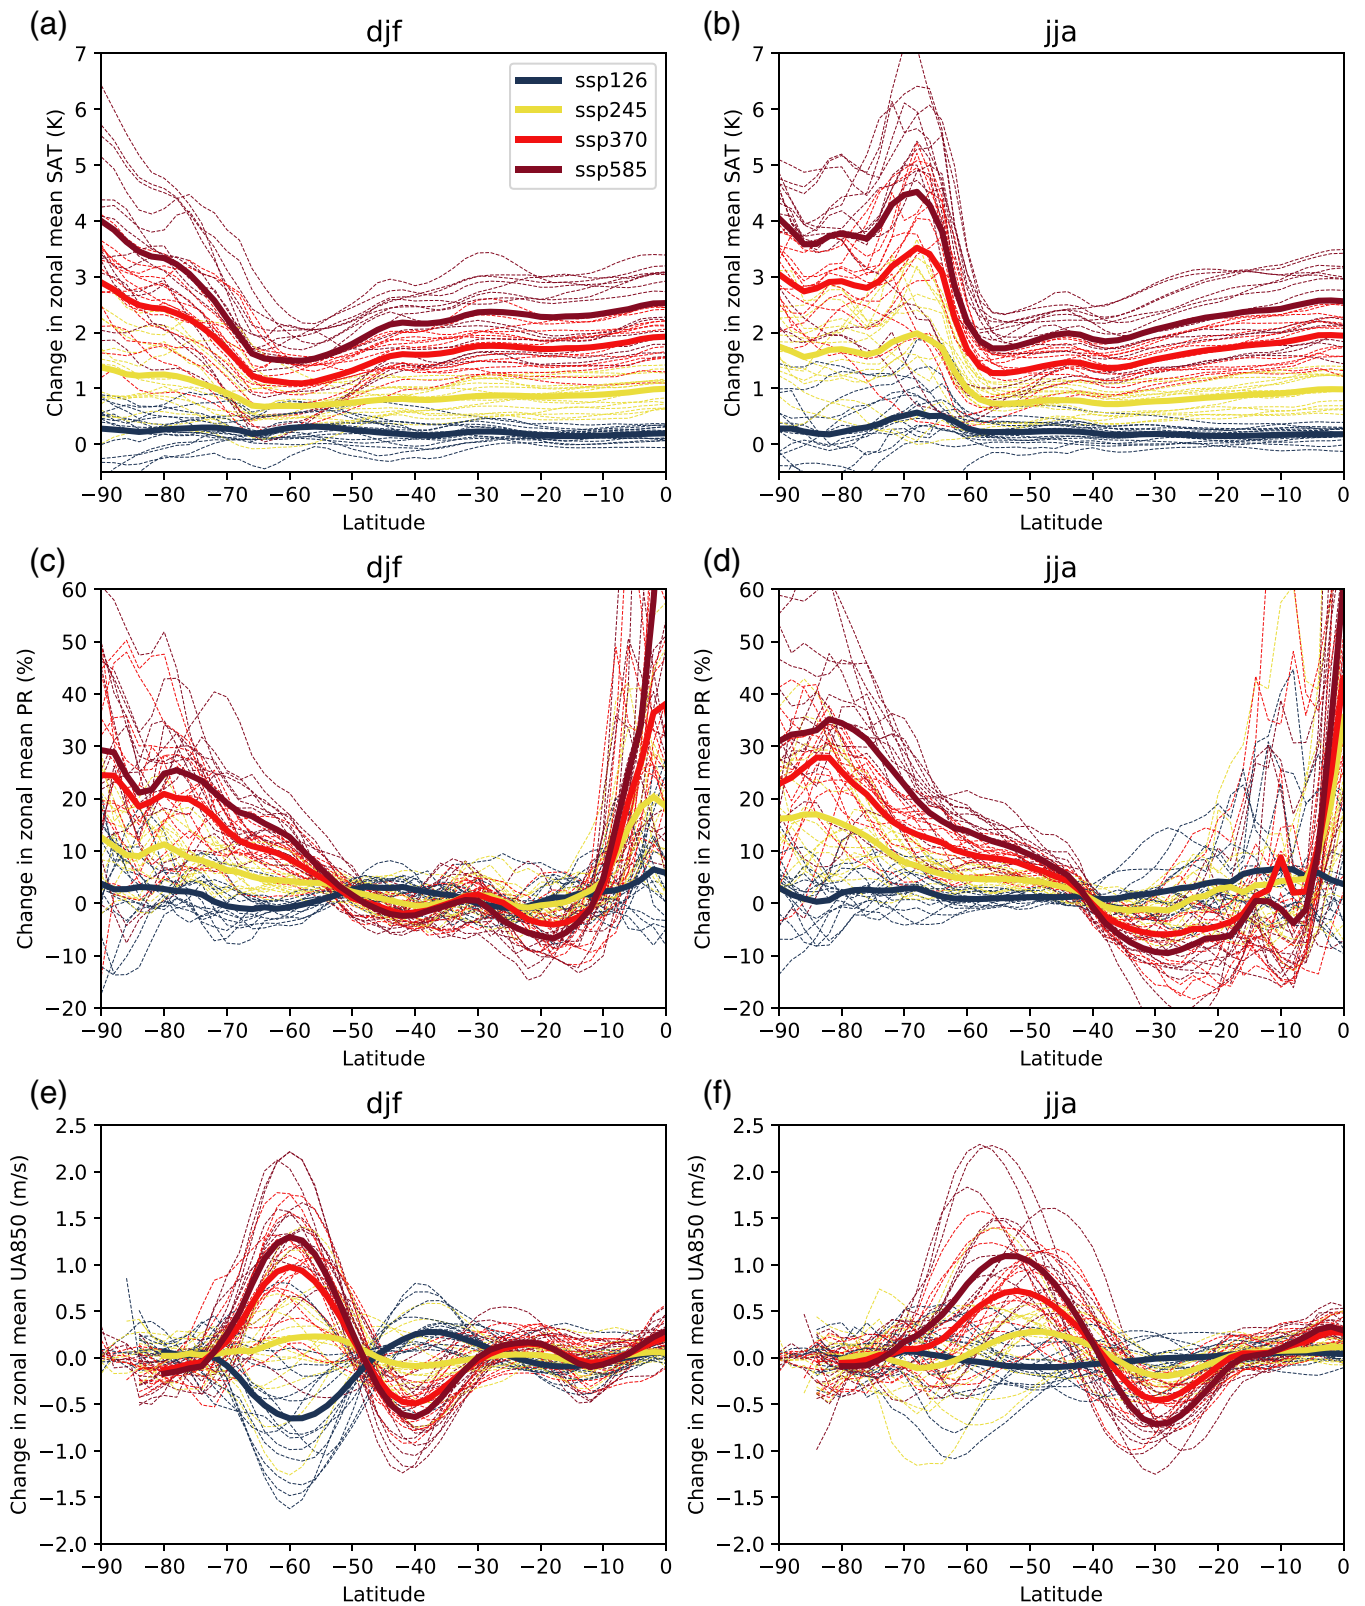 (a)
djf
7
6
5
4
3
2
1
0
Change in zonal mean SAT (K)
ssp126
ssp245
ssp370
ssp585
−90 −80 −70 −60 −50 −40 −30 −20 −10 0
Latitude
(b)
jja
7
6
5
4
3
2
1
0
Change in zonal mean SAT (K)
−90 −80 −70 −60 −50 −40 −30 −20 −10 0
Latitude
(c)
djf
60
50
40
30
20
10
0
−10
−20
Change in zonal mean PR (%)
−90 −80 −70 −60 −50 −40 −30 −20 −10 0
Latitude
(d)
jja
60
50
40
30
20
10
0
−10
−20
Change in zonal mean PR (%)
−90 −80 −70 −60 −50 −40 −30 −20 −10 0
Latitude
(e)
djf
2.5
2.0
1.5
1.0
0.5
0.0
−0.5
−1.0
−1.5
−2.0
Change in zonal mean UA850 (m/s)
−90 −80 −70 −60 −50 −40 −30 −20 −10 0
Latitude
(f)
jja
2.5
2.0
1.5
1.0
0.5
0.0
−0.5
−1.0
−1.5
−2.0
Change in zonal mean UA850 (m/s)
−90 −80 −70 −60 −50 −40 −30 −20 −10 0
Latitude